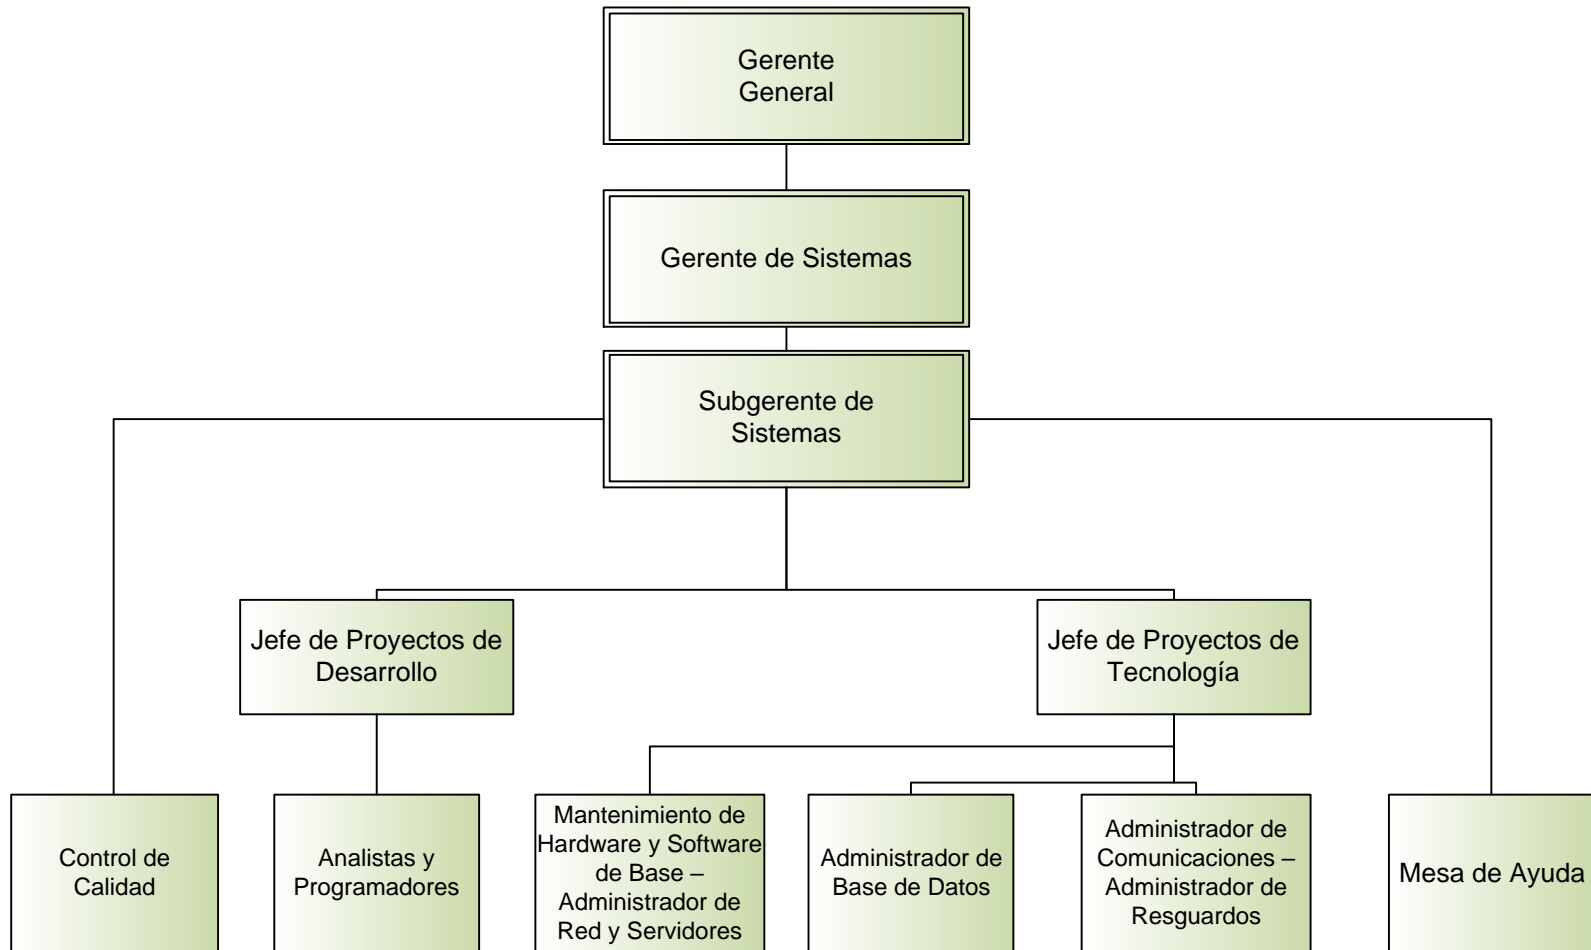 Gerente
General
Gerente de Sistemas
Subgerente de
Sistemas
Jefe de Proyectos de
Desarrollo
Jefe de Proyectos de
Tecnología
Control de
Calidad
Analistas y
Programadores
Mantenimiento de
Hardware y Software
de Base –
Administrador de
Red y Servidores
Administrador de
Base de Datos
Administrador de
Comunicaciones –
Administrador de
Resguardos
Mesa de Ayuda